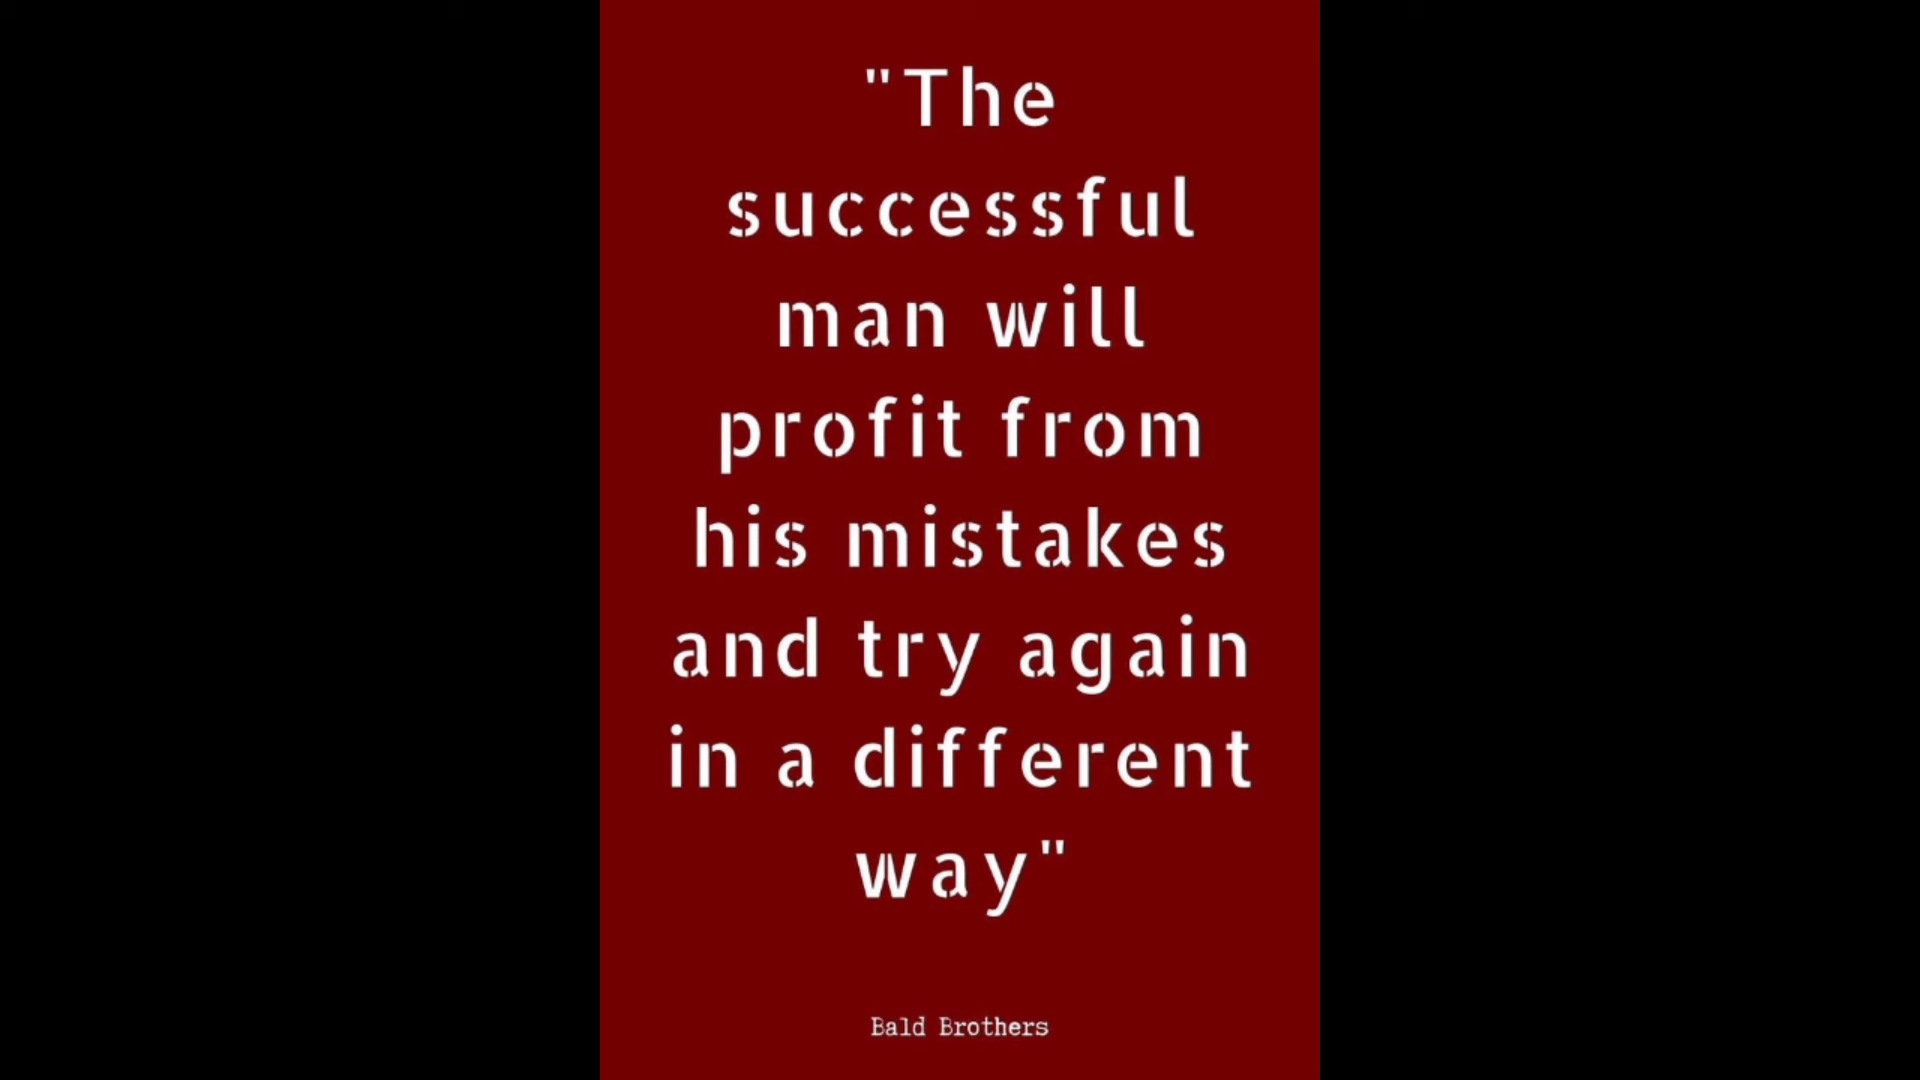 "The
successful
man will
profit from
his mistakes
and try again
in a different
way"
Bald Brothers